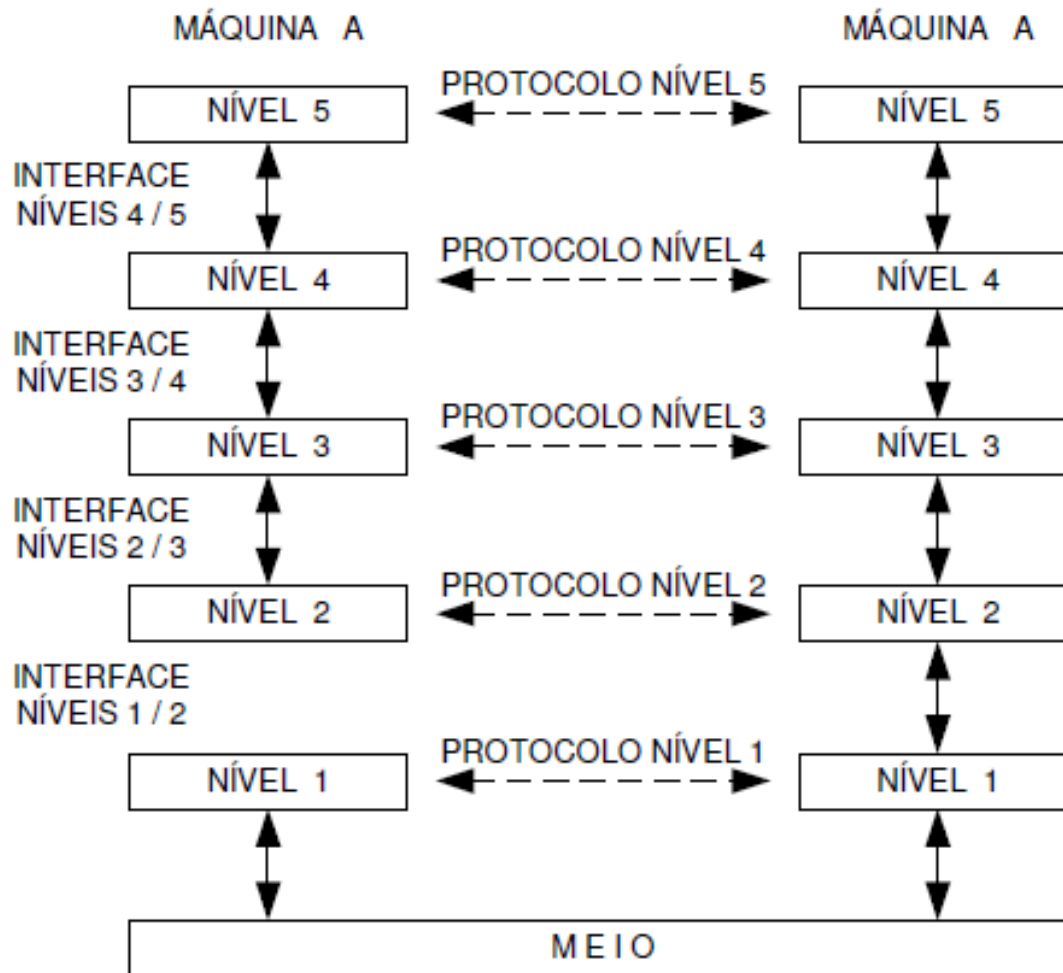 MÁQUINA A
MÁQUINA A
PROTOCOLO NÍVEL 5
NÍVEL 5
NÍVEL 5
INTERFACE
NÍVEIS 4 / 5
PROTOCOLO NÍVEL 4
NÍVEL 4
NÍVEL 4
INTERFACE
NÍVEIS 3 / 4
PROTOCOLO NÍVEL 3
NÍVEL 3
NÍVEL 3
INTERFACE
NÍVEIS 2 / 3
PROTOCOLO NÍVEL 2
NÍVEL 2
NÍVEL 2
INTERFACE
NÍVEIS 1 / 2
PROTOCOLO NÍVEL 1
NÍVEL 1
NÍVEL 1
MEIO